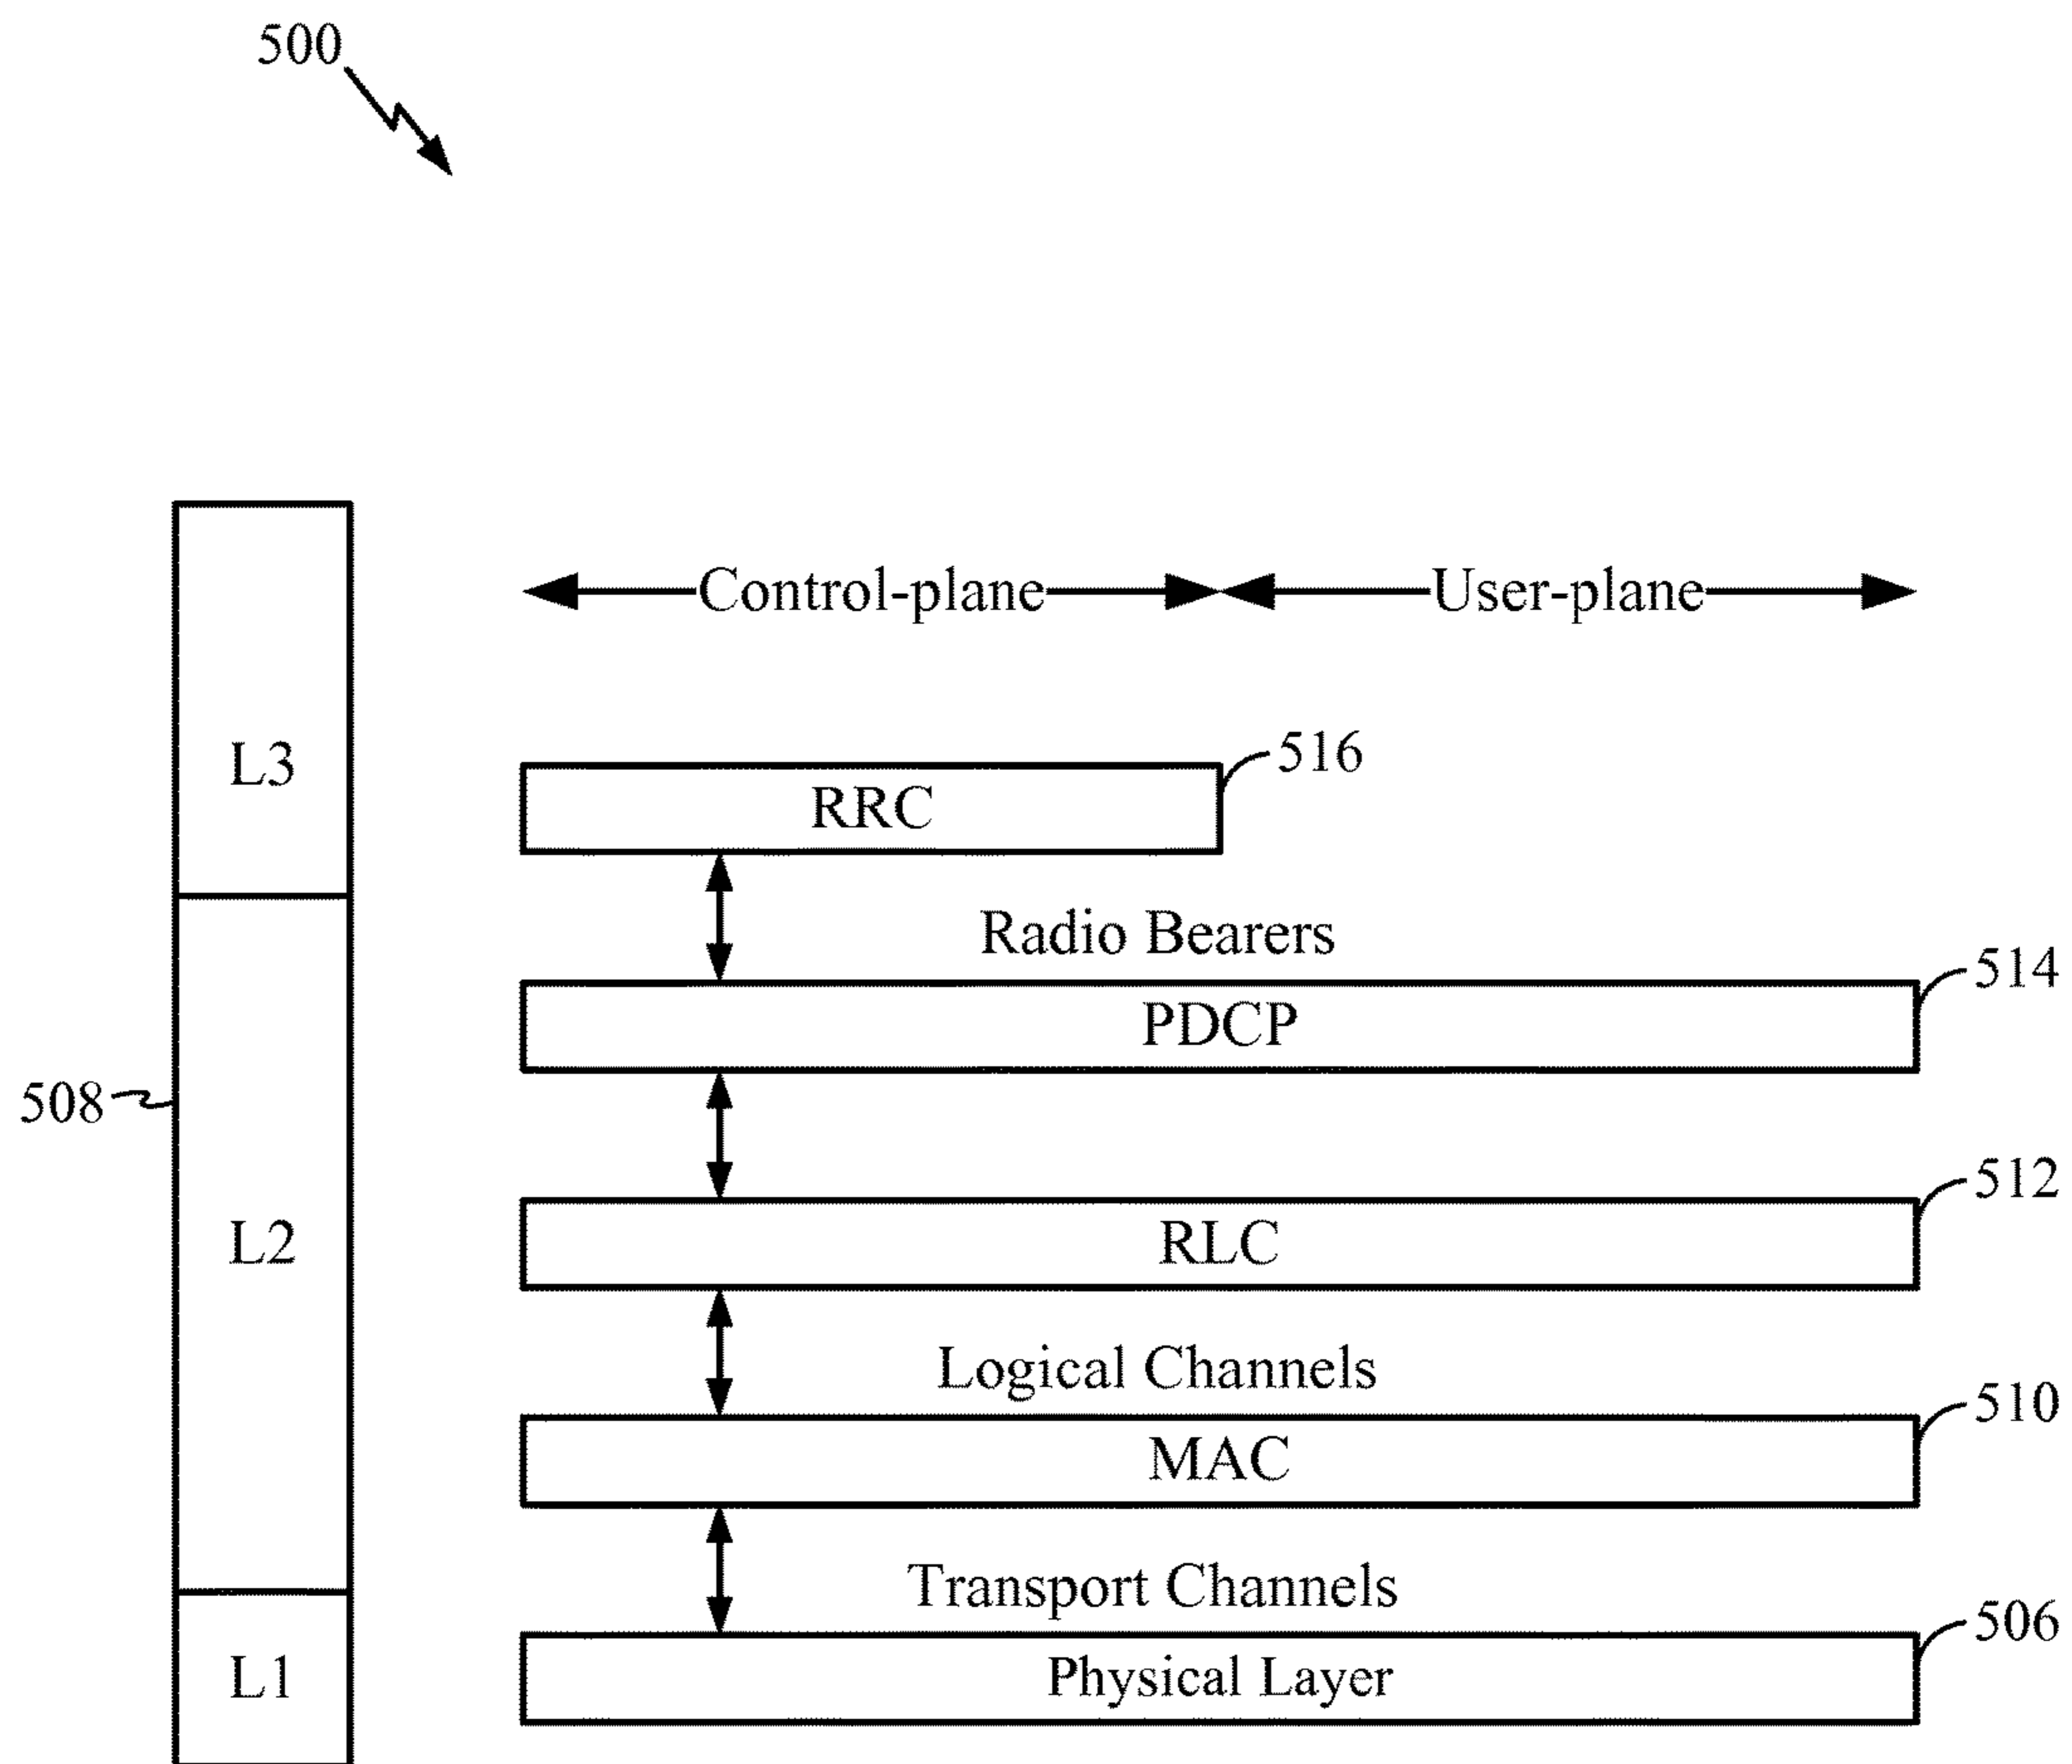 500
Control-plane
User-plane
L3
516
RRC
Radio Bearers
514
PDCP
508
512
L2
RLC
Logical Channels
510
MAC
Transport Channels
506
L1
Physical Layer